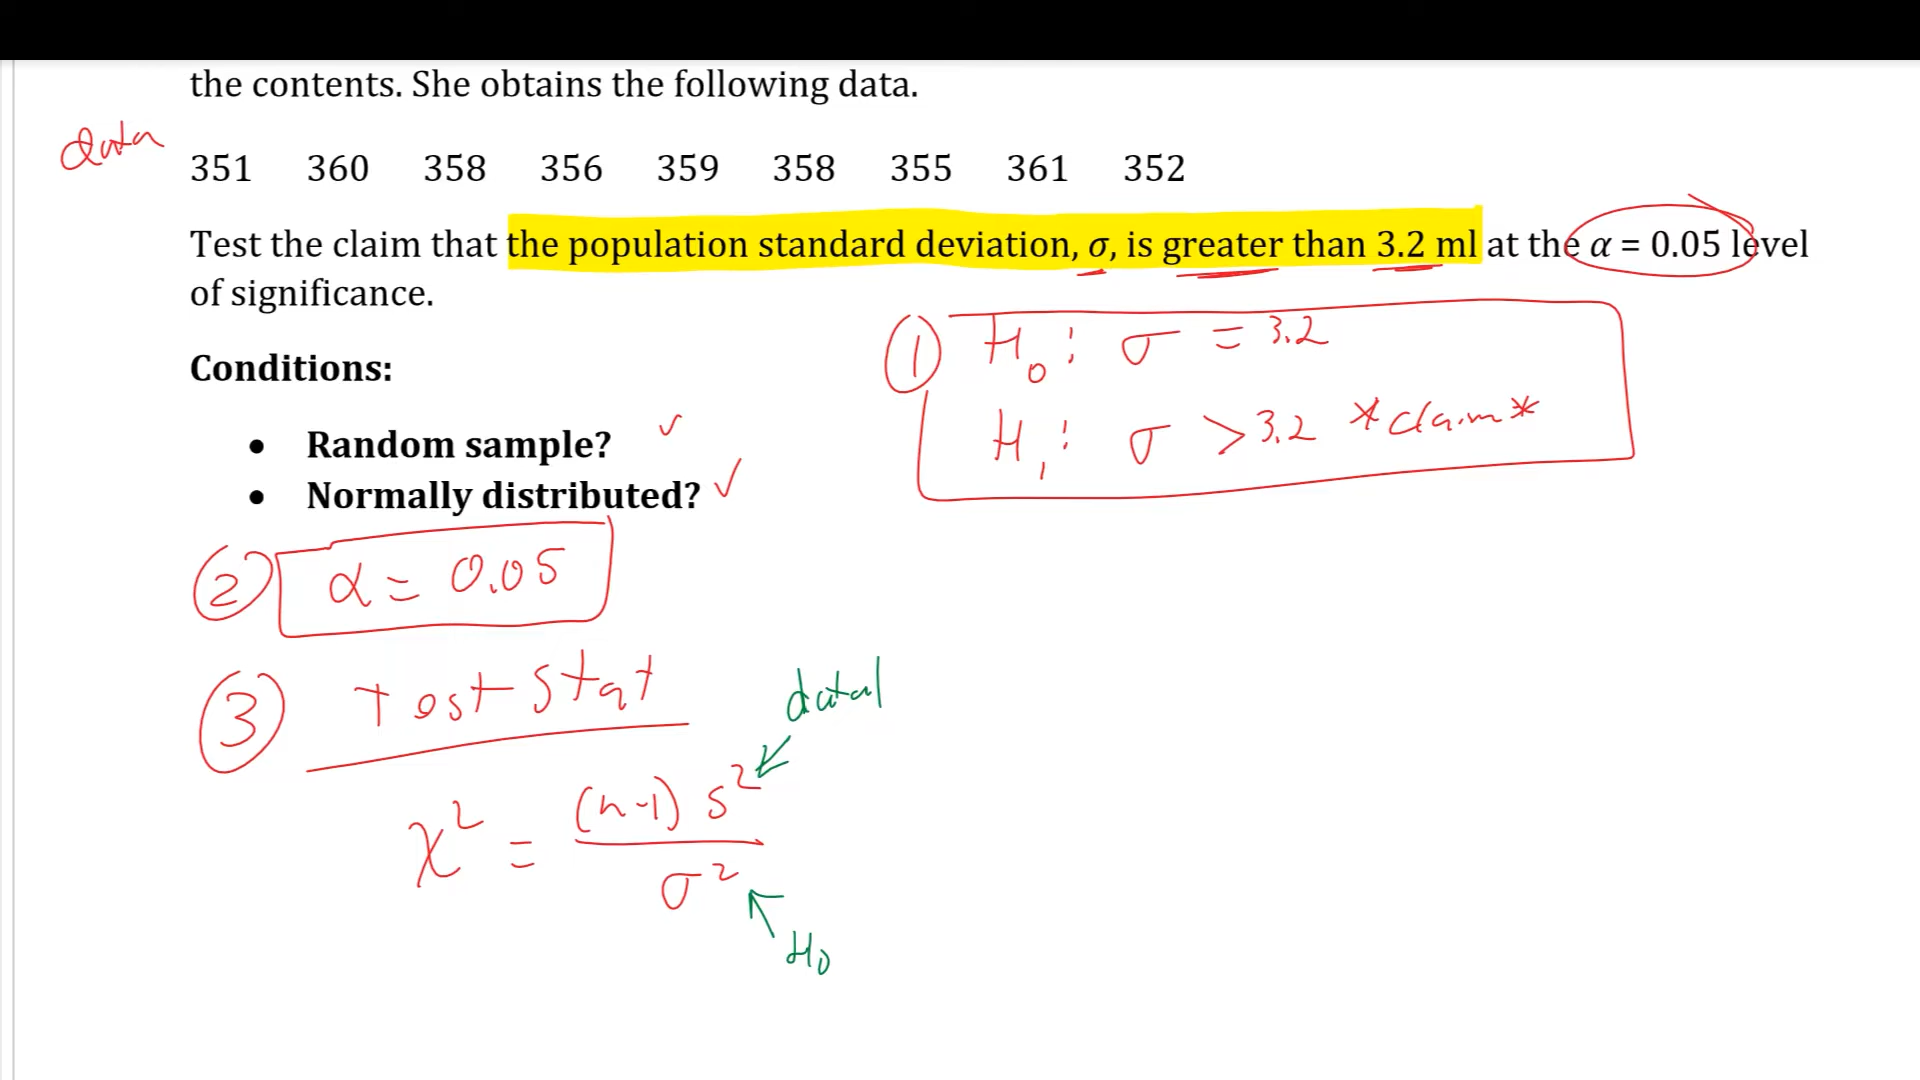 the contents. She obtains the following data.
data
351 360 358 356 359 358 355 361 352
Test the claim that the population standard deviation, σ, is greater than 3.2 ml at the α = 0.05 level
of significance.
① H₀: σ = 3.2
H₁: σ > 3.2 *claim*
Conditions:
• Random sample? ✓
• Normally distributed? ✓
② α = 0.05
③ Test Stat
data
χ² = (n-1) s² / σ²
H₀